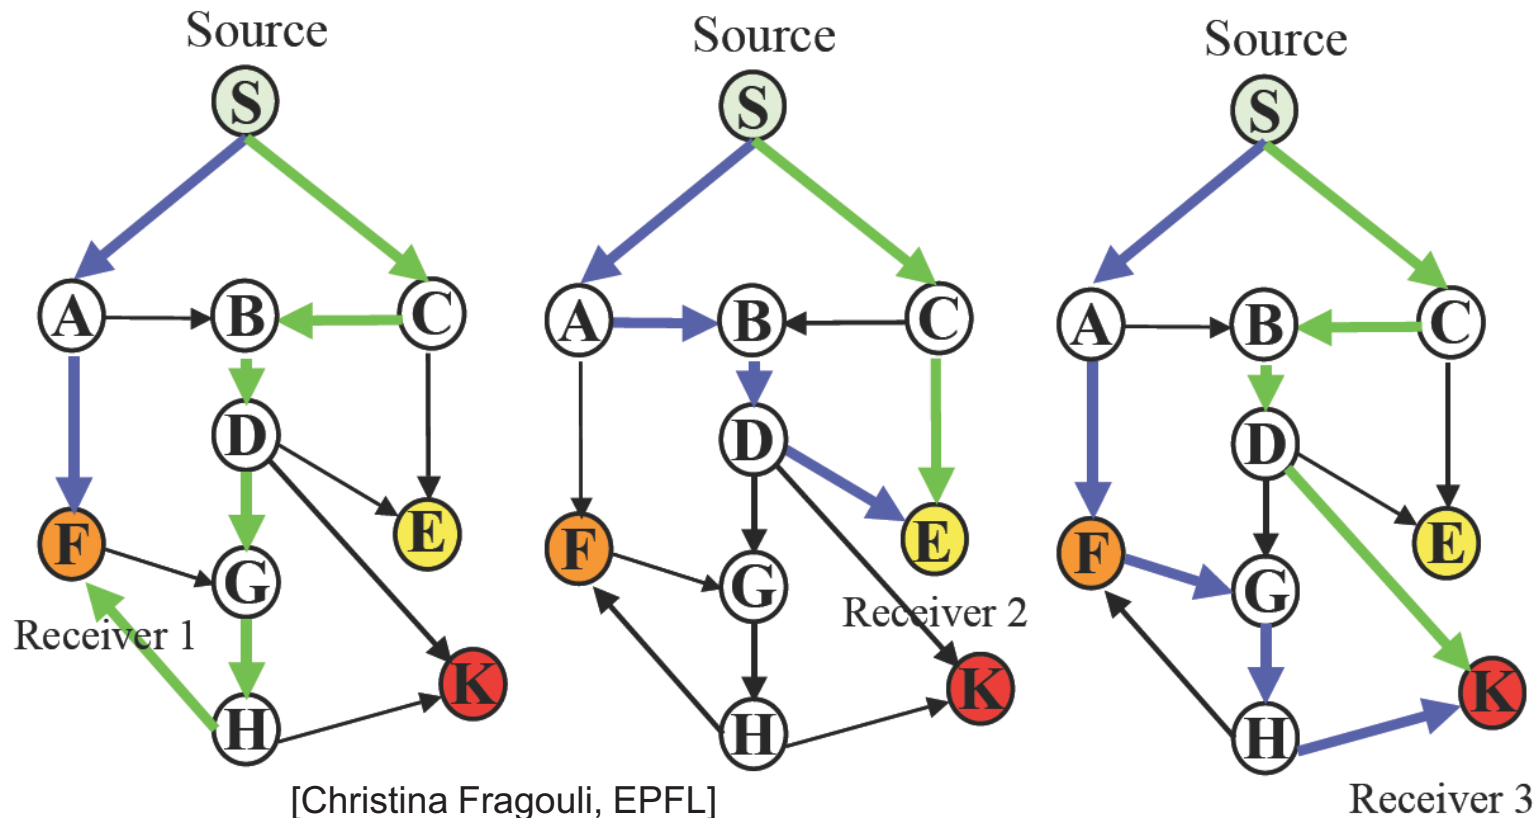 Source
S
A
B
C
D
F
E
G
Receiver 1
K
H
Source
S
A
B
C
D
F
E
G
Receiver 2
K
H
Source
S
A
B
C
D
F
E
G
K
H
Receiver 3
[Christina Fragouli, EPFL]